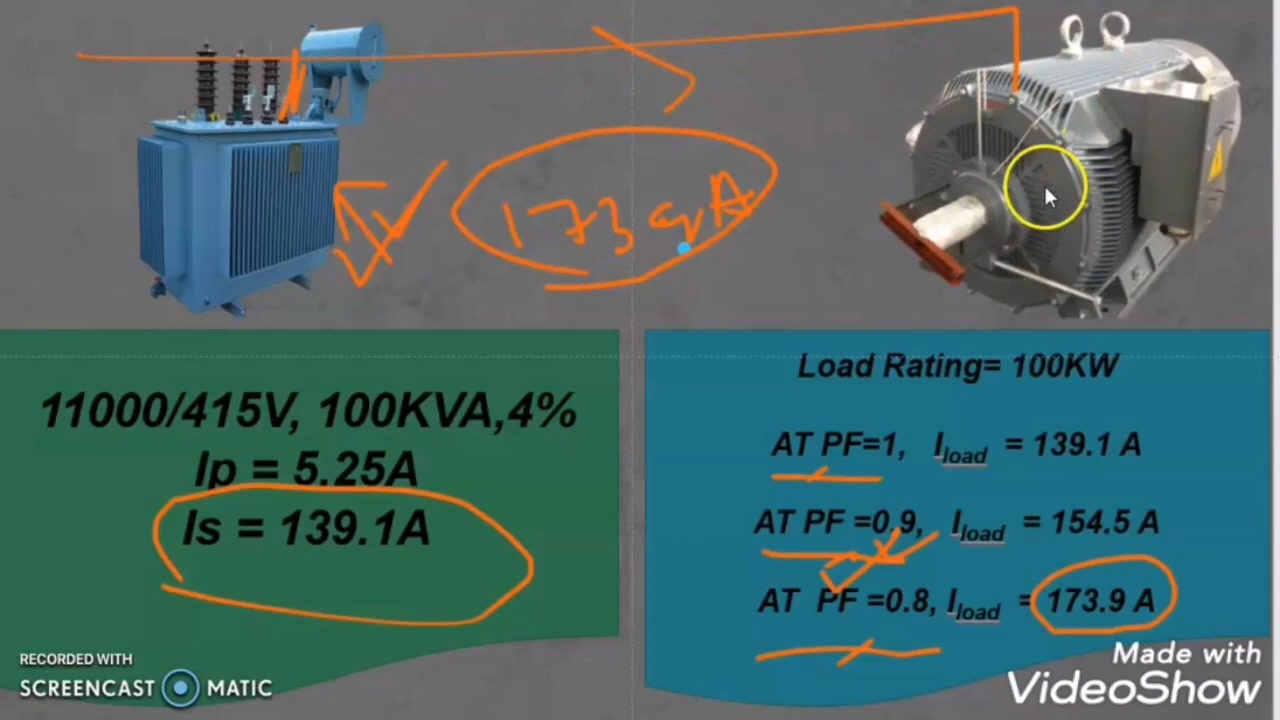 173.9A
11000/415V, 100KVA,4%
Ip = 5.25A
Is = 139.1A
Load Rating= 100KW
AT PF=1, Iload = 139.1 A
AT PF =0.9, Iload = 154.5 A
AT PF =0.8, Iload = 173.9 A
RECORDED WITH
SCREENCAST MATIC
Made with
VideoShow